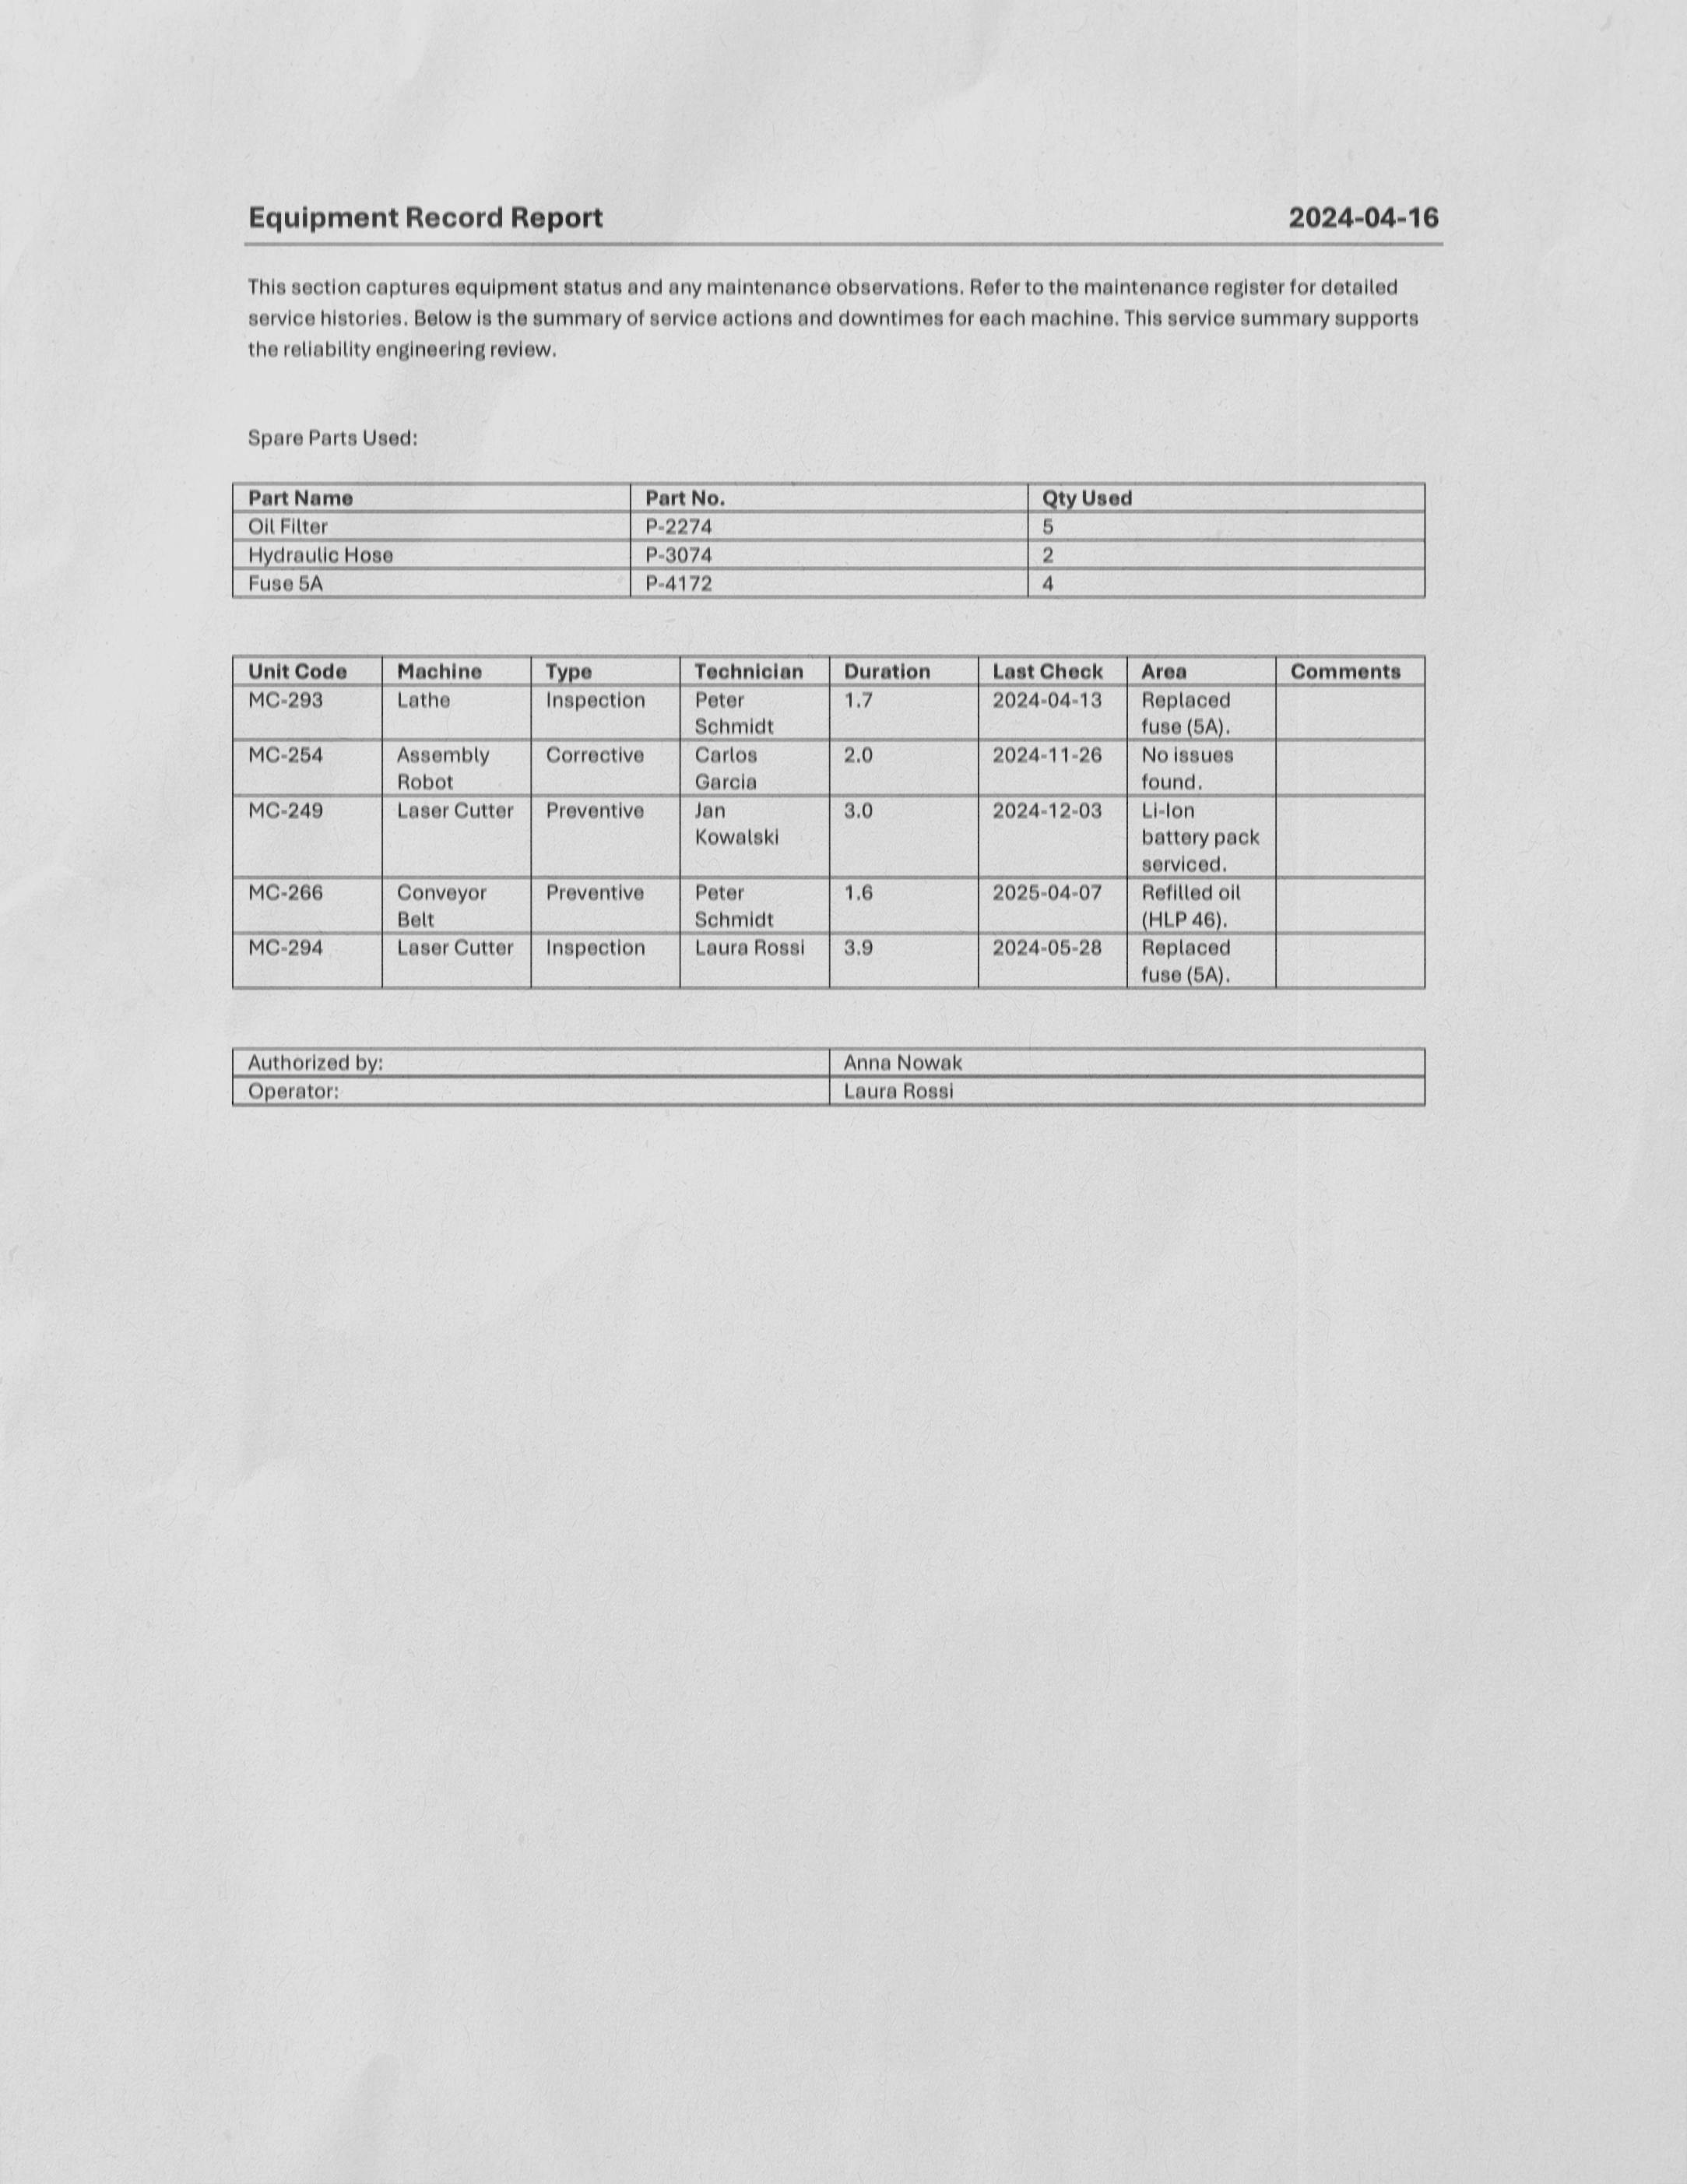 Equipment Record Report 2024-04-16
This section captures equipment status and any maintenance observations. Refer to the maintenance register for detailed
service histories. Below is the summary of service actions and downtimes for each machine. This service summary supports
the reliability engineering review.
Spare Parts Used:
Part Name Part No. Qty Used
Oil Filter P-2274 5
Hydraulic Hose P-3074 2
Fuse 5A P-4172 4
Unit Code Machine Type Technician Duration Last Check Area Comments
MC-293 Lathe Inspection Peter 1.7 2024-04-13 Replaced
Schmidt fuse (5A).
MC-254 Assembly Corrective Carlos 2.0 2024-11-26 No issues
Robot Garcia found.
MC-249 Laser Cutter Preventive Jan 3.0 2024-12-03 Li-Ion
Kowalski battery pack
serviced.
MC-266 Conveyor Preventive Peter 1.6 2025-04-07 Refilled oil
Belt Schmidt (HLP 46).
MC-294 Laser Cutter Inspection Laura Rossi 3.9 2024-05-28 Replaced
fuse (5A).
Authorized by: Anna Nowak
Operator: Laura Rossi